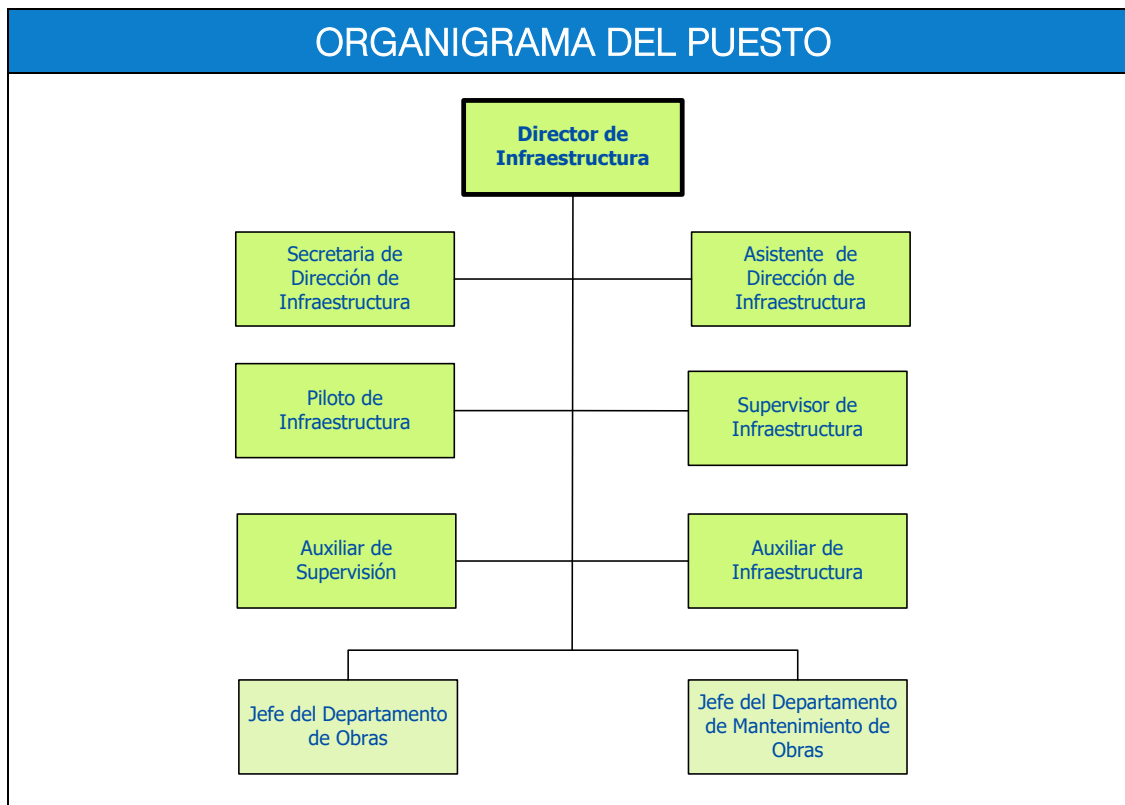 ORGANIGRAMA DEL PUESTO
Director de
Infraestructura
Secretaria de
Dirección de
Infraestructura
Asistente de
Dirección de
Infraestructura
Piloto de
Infraestructura
Supervisor de
Infraestructura
Auxiliar de
Supervisión
Auxiliar de
Infraestructura
Jefe del Departamento
de Obras
Jefe del Departamento
de Mantenimiento de
Obras